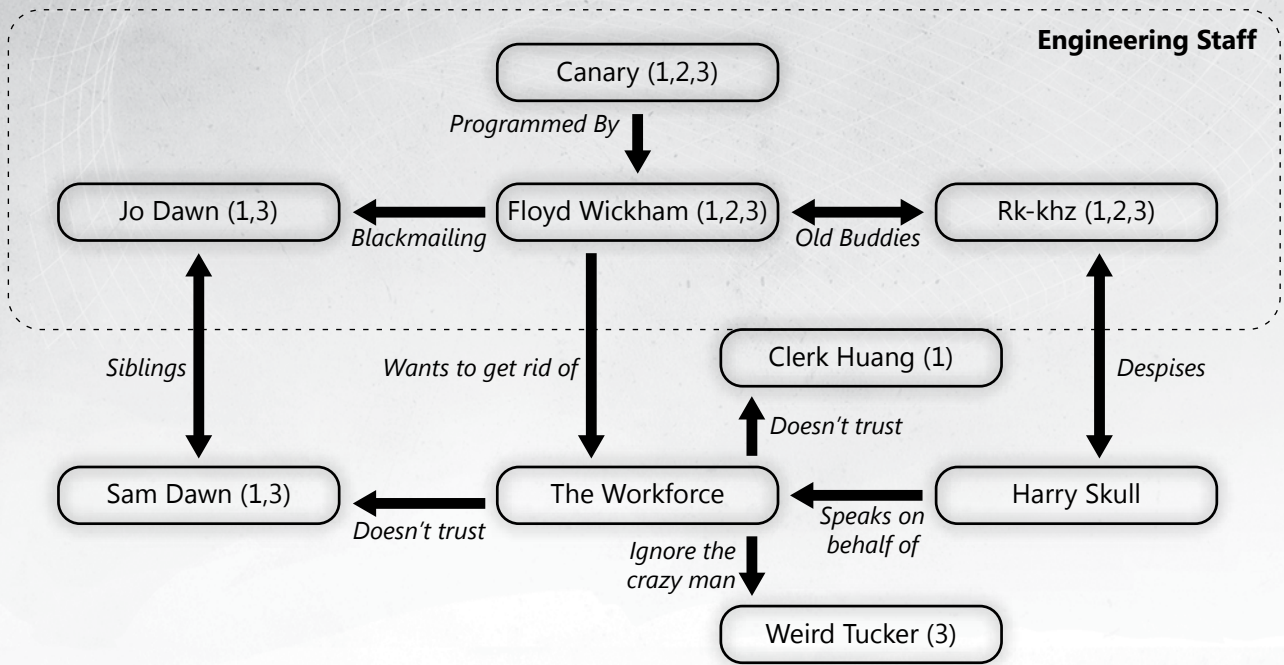 Engineering Staff
Canary (1,2,3)
Programmed By
Jo Dawn (1,3)
Floyd Wickham (1,2,3)
Rk-khz (1,2,3)
Blackmailing
Old Buddies
Clerk Huang (1)
Siblings
Wants to get rid of
Despises
Doesn't trust
Sam Dawn (1,3)
The Workforce
Harry Skull
Doesn't trust
Speaks on
behalf of
Ignore the
crazy man
Weird Tucker (3)